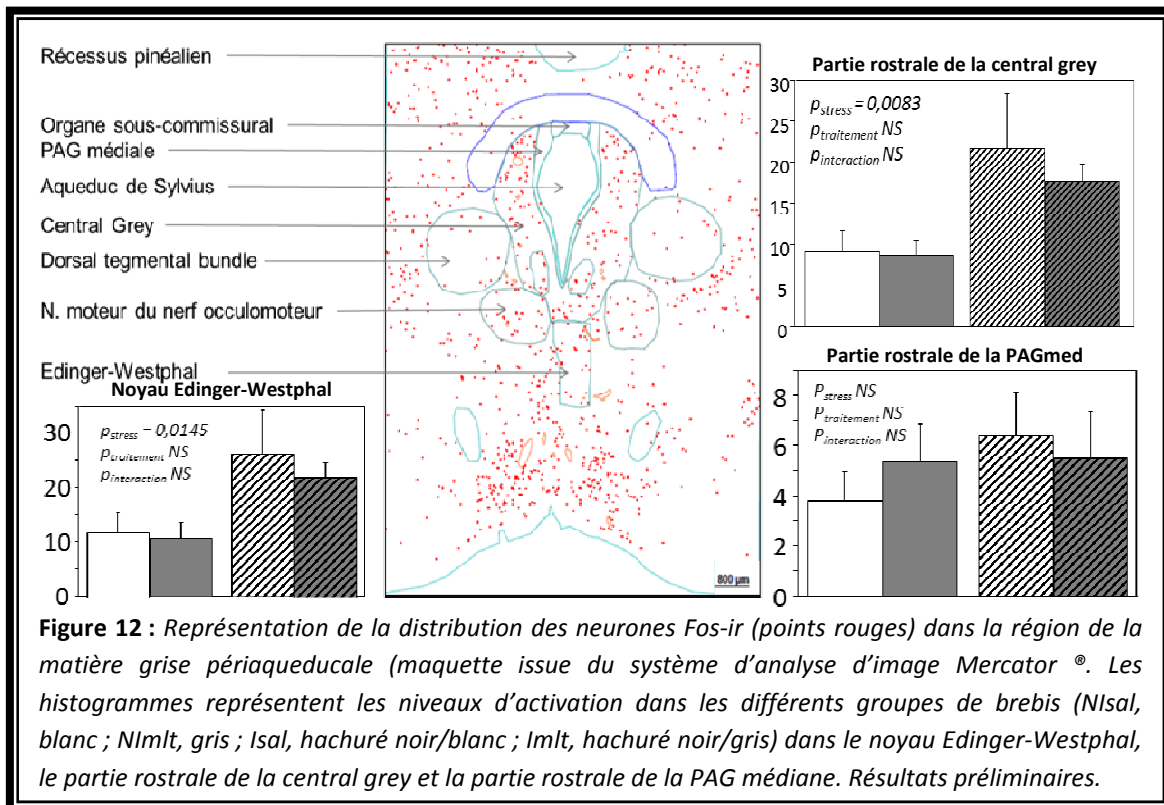 Récessus pinéalien
Organe sous-commissural
PAG médiale
Aqueduc de Sylvius
Central Grey
Dorsal tegmental bundle
N. moteur du nerf occulomoteur
Edinger-Westphal
800 µm
Noyau Edinger-Westphal
30
20
10
0
pstress = 0,0145
ptraitement NS
pinteraction NS
Partie rostrale de la central grey
30
25
20
15
10
5
0
pstress = 0,0083
ptraitement NS
pinteraction NS
Partie rostrale de la PAGmed
8
6
4
2
0
Pstress NS
Ptraitement NS
Pinteraction NS
Figure 12 : Représentation de la distribution des neurones Fos-ir (points rouges) dans la région de la
matière grise périaqueducale (maquette issue du système d'analyse d'image Mercator ®. Les
histogrammes représentent les niveaux d'activation dans les différents groupes de brebis (NIsal,
blanc ; NImlt, gris ; Isal, hachuré noir/blanc ; Imlt, hachuré noir/gris) dans le noyau Edinger-Westphal,
le partie rostrale de la central grey et la partie rostrale de la PAG médiane. Résultats préliminaires.